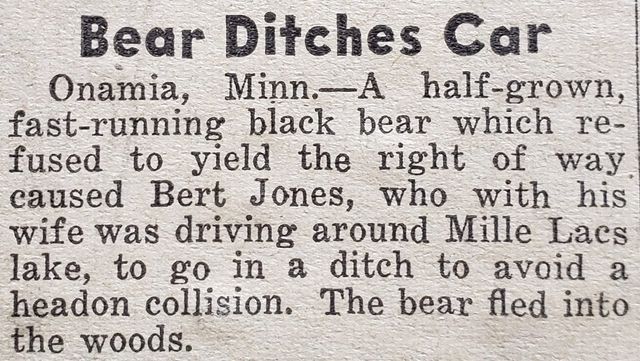 Bear Ditches Car
Onamia, Minn.—A half-grown,
fast-running black bear which re-
fused to yield the right of way
caused Bert Jones, who with his
wife was driving around Mille Lacs
lake, to go in a ditch to avoid a
headon collision. The bear fled into
the woods.